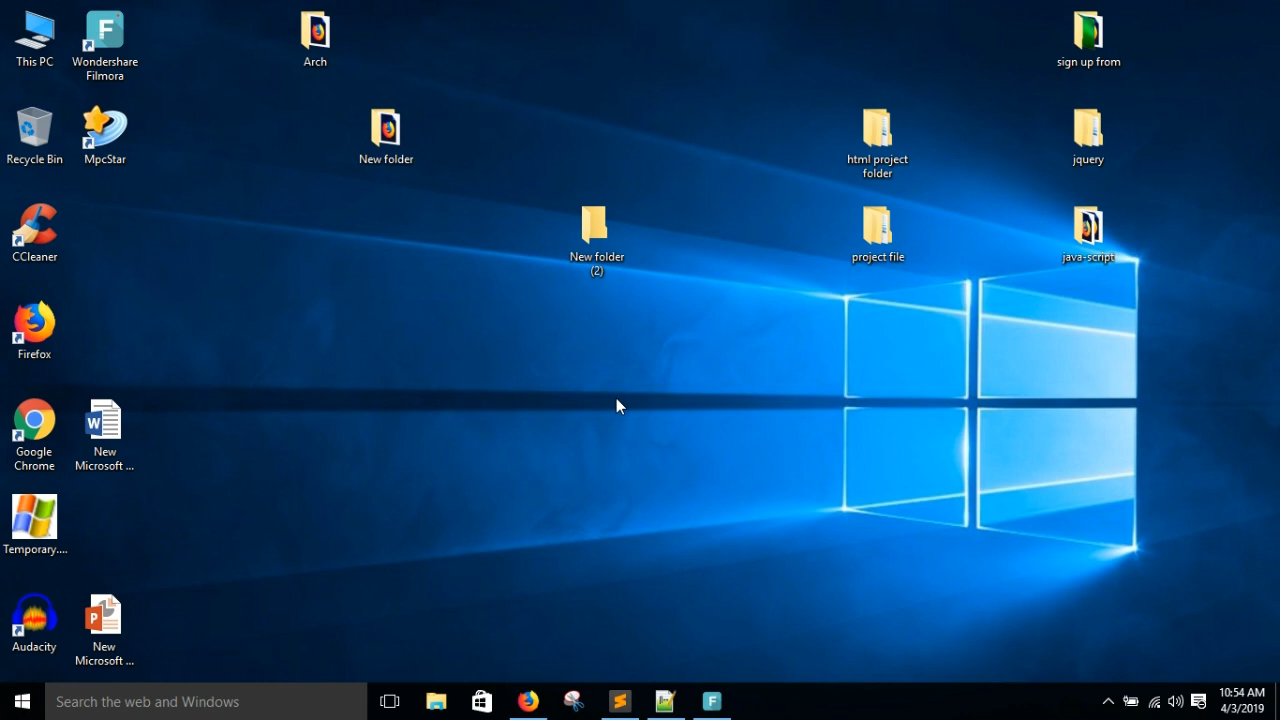 This PC
Wondershare
Filmora
Arch
sign up from
Recycle Bin
MpcStar
New folder
html project
folder
jquery
CCleaner
New folder
(2)
project file
java-script
Firefox
Google
Chrome
New
Microsoft ...
Temporary....
Audacity
New
Microsoft ...
Search the web and Windows
10:54 AM
4/3/2019